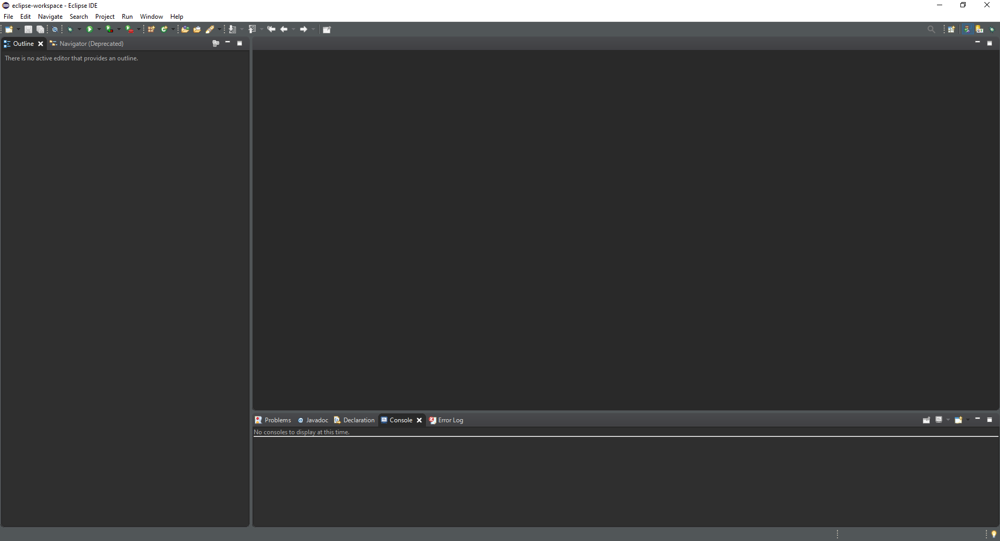 eclipse-workspace - Eclipse IDE
File Edit Navigate Search Project Run Window Help
Outline Navigator (Deprecated)
There is no active editor that provides an outline.
Problems @ Javadoc Declaration Console Error Log
No consoles to display at this time.